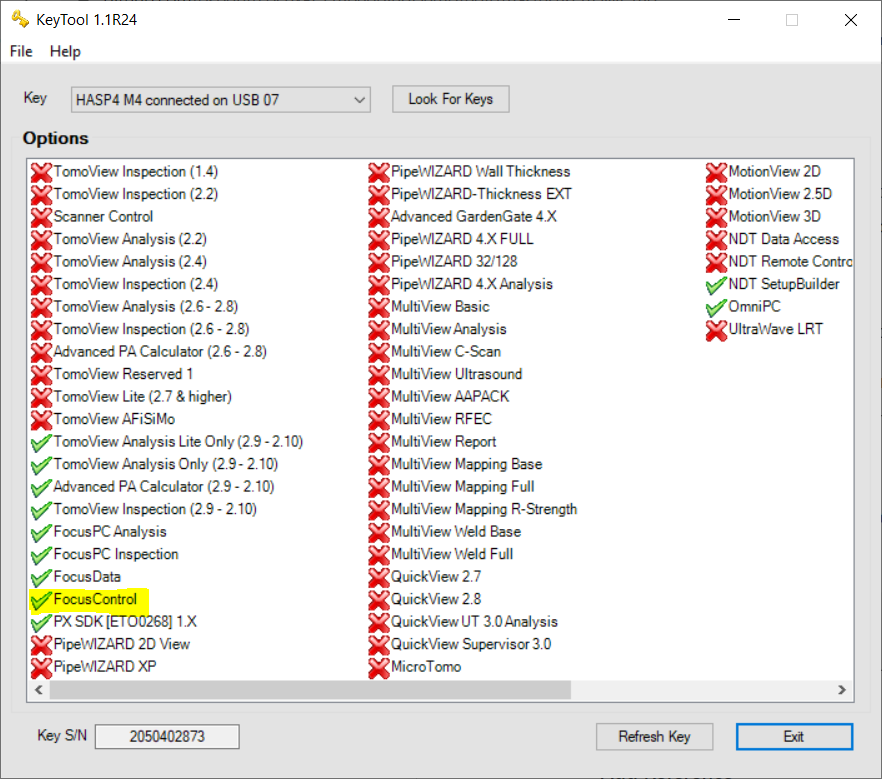 KeyTool 1.1R24
File Help
Key HASP4 M4 connected on USB 07 Look For Keys
Options
TomoView Inspection (1.4)
TomoView Inspection (2.2)
Scanner Control
TomoView Analysis (2.2)
TomoView Analysis (2.4)
TomoView Inspection (2.4)
TomoView Analysis (2.6 - 2.8)
TomoView Inspection (2.6 - 2.8)
Advanced PA Calculator (2.6 - 2.8)
TomoView Reserved 1
TomoView Lite (2.7 & higher)
TomoView AFiSiMo
TomoView Analysis Lite Only (2.9 - 2.10)
TomoView Analysis Only (2.9 - 2.10)
Advanced PA Calculator (2.9 - 2.10)
TomoView Inspection (2.9 - 2.10)
FocusPC Analysis
FocusPC Inspection
FocusData
FocusControl
PX SDK [ETO0268] 1.X
PipeWIZARD 2D View
PipeWIZARD XP
PipeWIZARD Wall Thickness
PipeWIZARD-Thickness EXT
Advanced GardenGate 4.X
PipeWIZARD 4.X FULL
PipeWIZARD 32/128
PipeWIZARD 4.X Analysis
MultiView Basic
MultiView Analysis
MultiView C-Scan
MultiView Ultrasound
MultiView AAPACK
MultiView RFEC
MultiView Report
MultiView Mapping Base
MultiView Mapping Full
MultiView Mapping R-Strength
MultiView Weld Base
MultiView Weld Full
QuickView 2.7
QuickView 2.8
QuickView UT 3.0 Analysis
QuickView Supervisor 3.0
MicroTomo
MotionView 2D
MotionView 2.5D
MotionView 3D
NDT Data Access
NDT Remote Contro
NDT SetupBuilder
OmniPC
UltraWave LRT
Key S/N 2050402873 Refresh Key Exit